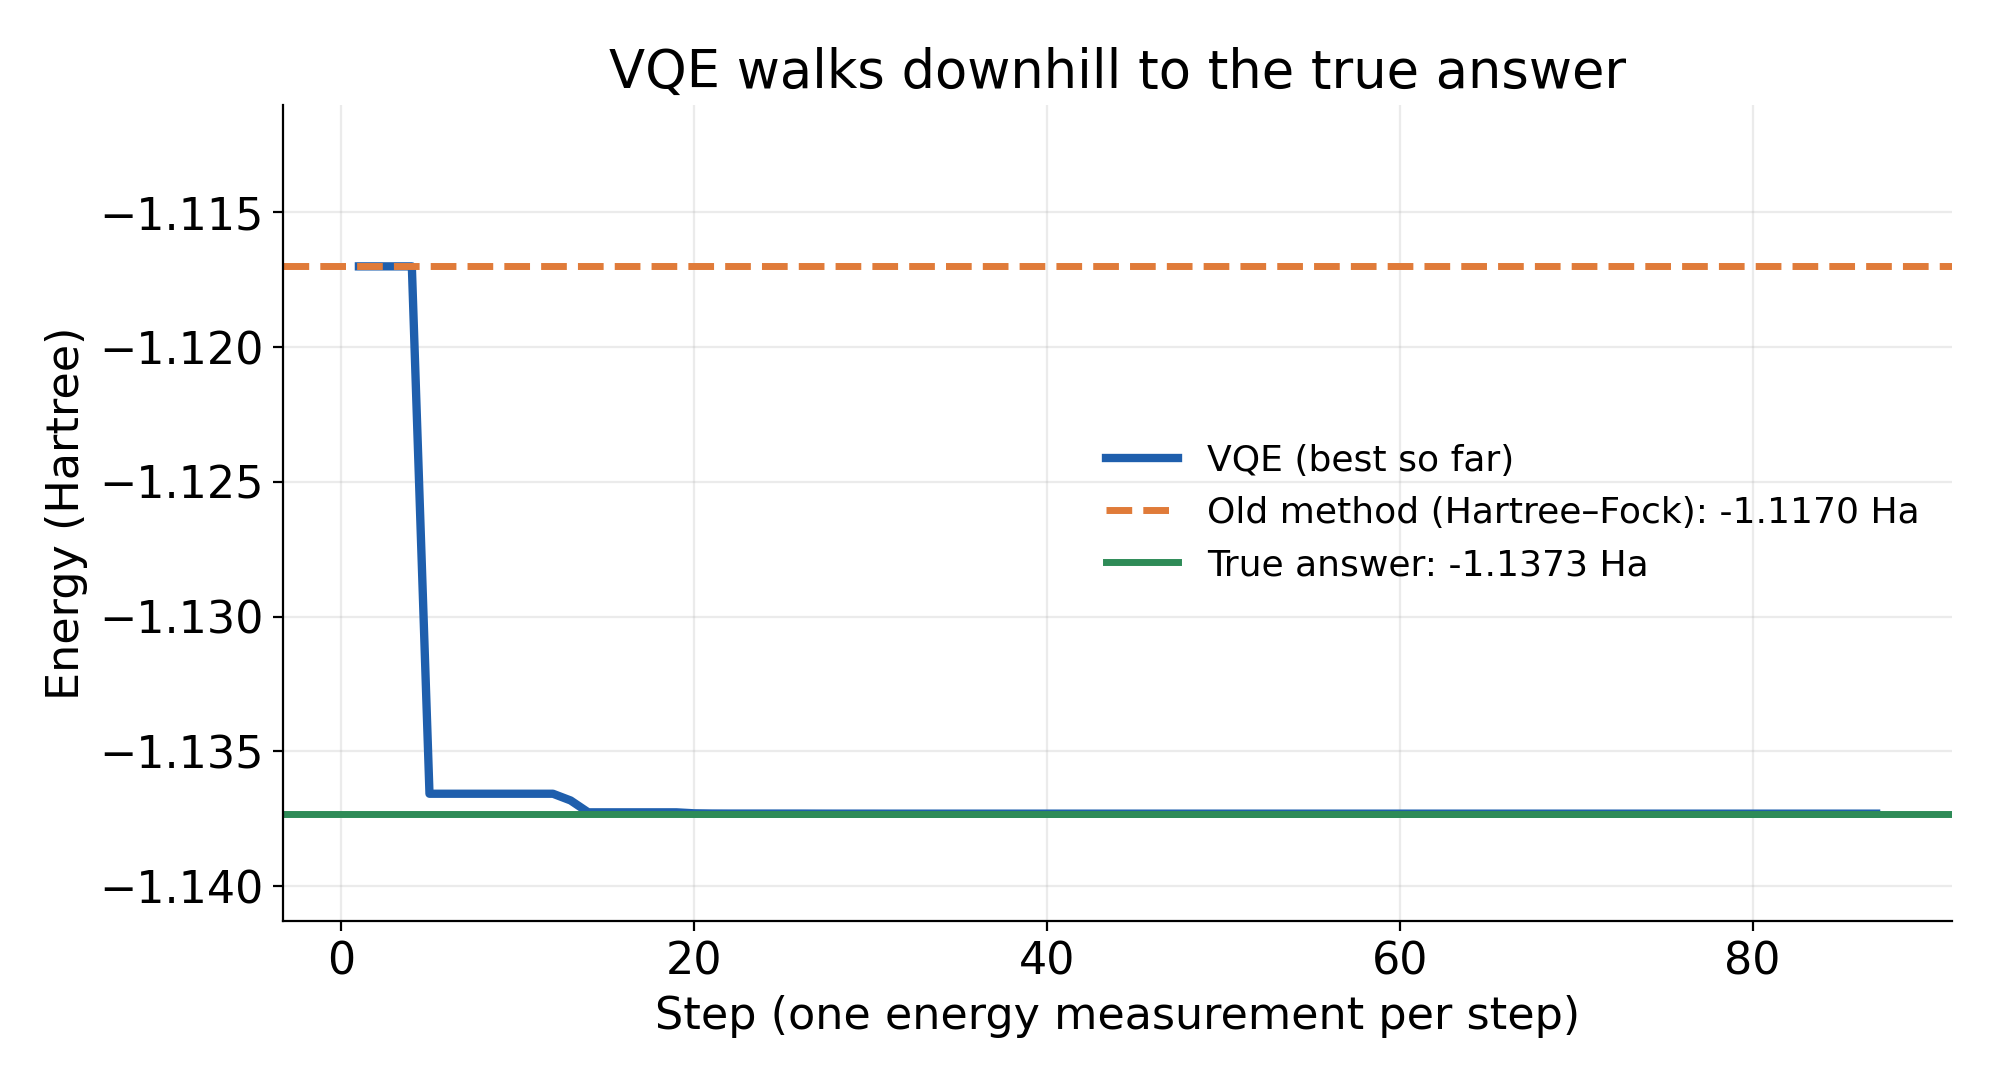 VQE walks downhill to the true answer
Energy (Hartree)
−1.115
−1.120
−1.125
−1.130
−1.135
−1.140
VQE (best so far)
Old method (Hartree–Fock): -1.1170 Ha
True answer: -1.1373 Ha
0 20 40 60 80
Step (one energy measurement per step)